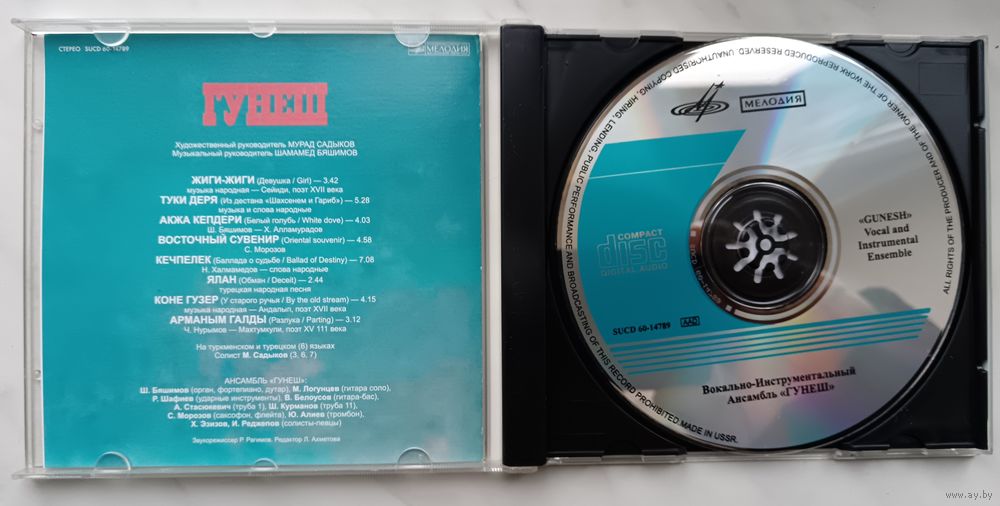 СТЕРЕО SUCD 60-14789
МЕЛОДИЯ
ГУНЕШ
Художественный руководитель МУРАД САДЫКОВ
Музыкальный руководитель ШАМАМЕД БЯШИМОВ
ЖИГИ-ЖИГИ (Девушка / Girl) — 3.42
музыка народная — Сейиди, поэт XVII века
ТУКИ ДЕРЯ (Из дестана «Шахсенем и Гариб») — 5.28
музыка и слова народные
АКЖА КЕПДЕРИ (Белый голубь / White dove) — 4.03
Ш. Бяшимов — Х. Алламурадов
ВОСТОЧНЫЙ СУВЕНИР (Oriental souvenir) — 4.58
С. Морозов
КЕЧПЕЛЕК (Баллада о судьбе / Ballad of Destiny) — 7.08
Н. Халмамедов — слова народные
ЯЛАН (Обман / Deceit) — 2.44
турецкая народная песня
КОНЕ ГУЗЕР (У старого ручья / By the old stream) — 4.15
музыка народная — Андалып, поэт XVII века
АРМАНЫМ ГАЛДЫ (Разлука / Parting) — 3.12
Ч. Нурымов — Махтумкули, поэт XV 111 века
На туркменском и турецком (6) языках
Солист М. Садыков (3, 6, 7)
АНСАМБЛЬ «ГУНЕШ»:
Ш. Бяшимов (орган, фортепиано, дутар), М. Логунцев (гитара соло),
Р. Шафиев (ударные инструменты), В. Белоусов (гитара-бас),
А. Стасюкевич (труба 1), Ш. Курманов (труба 11),
С. Морозов (саксофон, флейта), Ю. Алиев (тромбон),
Х. Эзизов, И. Реджепов (солисты-певцы)
Звукорежиссер Р. Рагимов. Редактор Л. Ахметова
МЕЛОДИЯ
COMPACT
disc
DIGITAL AUDIO
«GUNESH»
Vocal and
Instrumental
Ensemble
SUCD 60-14789 AAD
Вокально-Инструментальный
Ансамбль "ГУНЕШ»
ALL RIGHTS OF THE PRODUCER AND OF THE OWNER OF THE WORK REPRODUCED RESERVED. UNAUTHORISED COPYING, HIRING, LENDING, PUBLIC PERFORMANCE AND BROADCASTING OF THIS RECORD PROHIBITED. MADE IN USSR.
www.ay.by